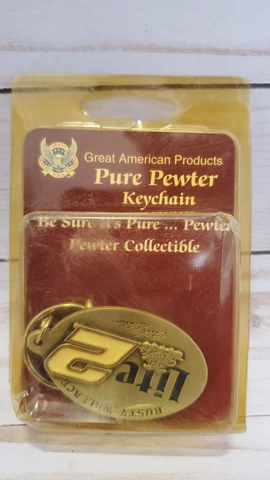 Great American Products
Pure Pewter
Keychain
Be Sure It's Pure ... Pewter
Pewter Collectible
2
Lite
RUSTY WALLACE